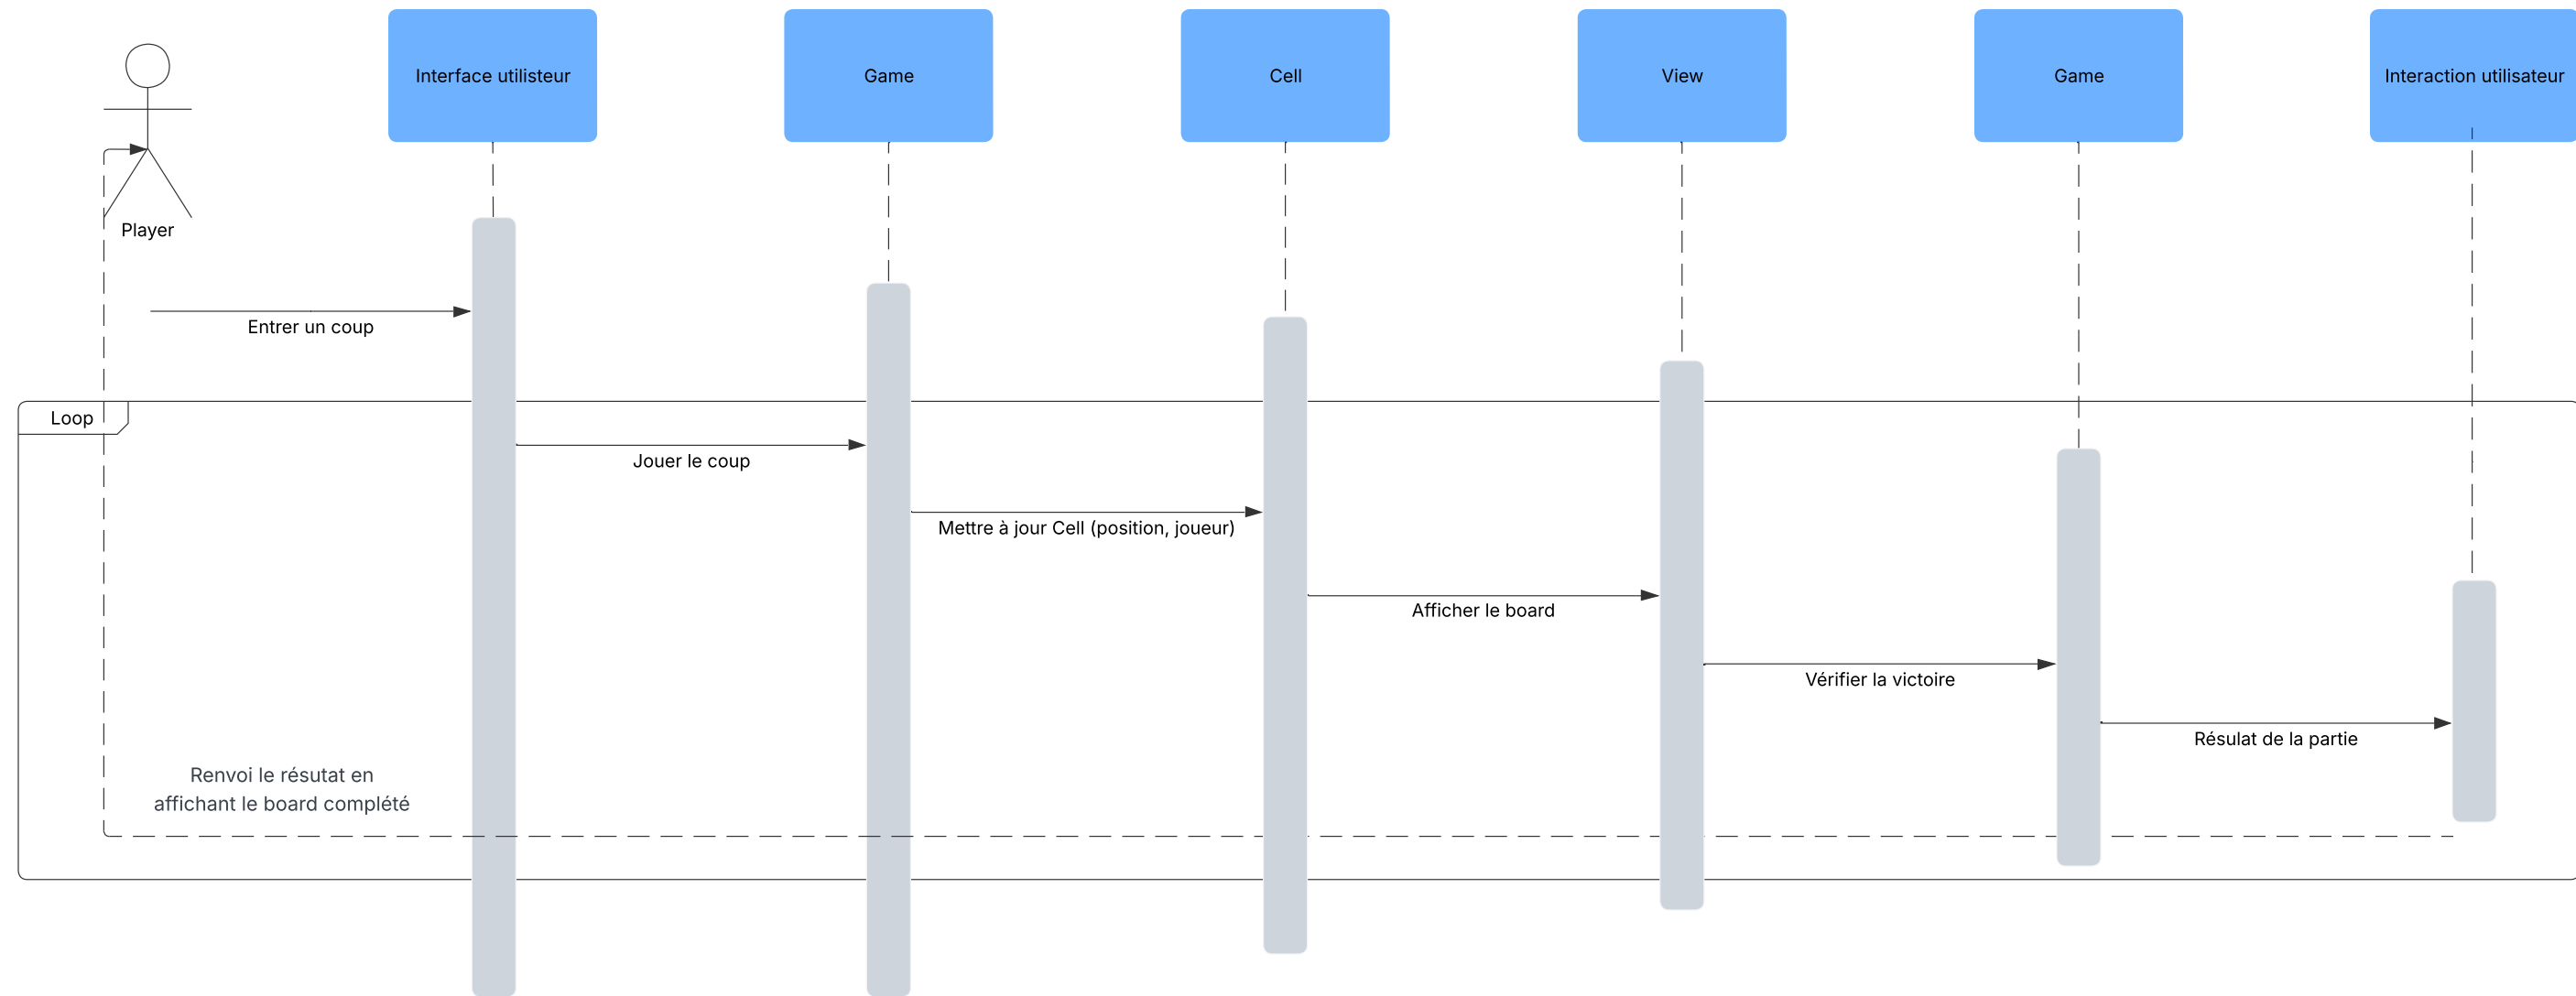 Interface utilisteur
Game
Cell
View
Game
Interaction utilisateur
Player
Entrer un coup
Loop
Jouer le coup
Mettre à jour Cell (position, joueur)
Afficher le board
Vérifier la victoire
Résulat de la partie
Renvoi le résutat en
affichant le board complété